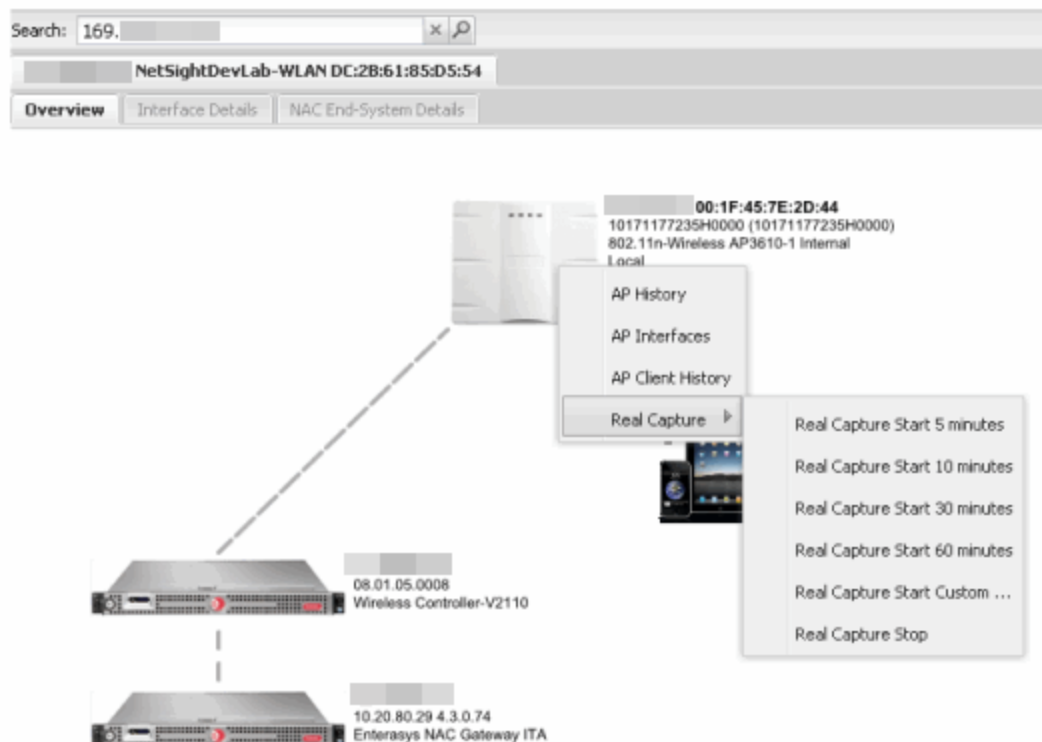 Search: 169.
NetSightDevLab-WLAN DC:2B:61:85:D5:54
Overview Interface Details NAC End-System Details
00:1F:45:7E:2D:44
10171177235H0000 (10171177235H0000)
802.11n-Wireless AP3610-1 Internal
Local
AP History
AP Interfaces
AP Client History
Real Capture
Real Capture Start 5 minutes
Real Capture Start 10 minutes
Real Capture Start 30 minutes
Real Capture Start 60 minutes
Real Capture Start Custom ...
Real Capture Stop
08.01.05.0008
Wireless Controller-V2110
10.20.80.29 4.3.0.74
Enterasys NAC Gateway ITA